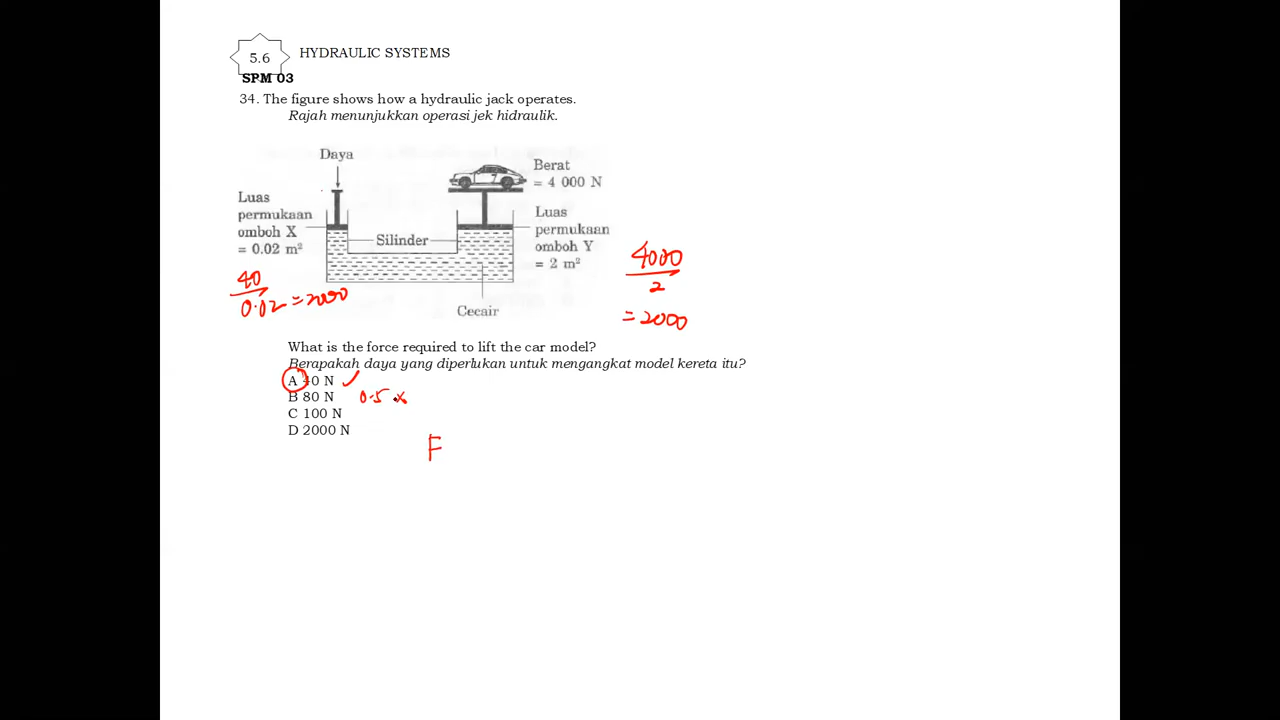 5.6 HYDRAULIC SYSTEMS
SPM 03
34. The figure shows how a hydraulic jack operates.
Rajah menunjukkan operasi jek hidraulik.
Daya
Berat
= 4 000 N
Luas
permukaan
omboh X
= 0.02 m²
Silinder
Luas
permukaan
omboh Y
= 2 m²
Cecair
40
0.02 = 2000
4000
2
= 2000
What is the force required to lift the car model?
Berapakah daya yang diperlukan untuk mengangkat model kereta itu?
A 40 N ✓
B 80 N 0.5 x
C 100 N
D 2000 N
F